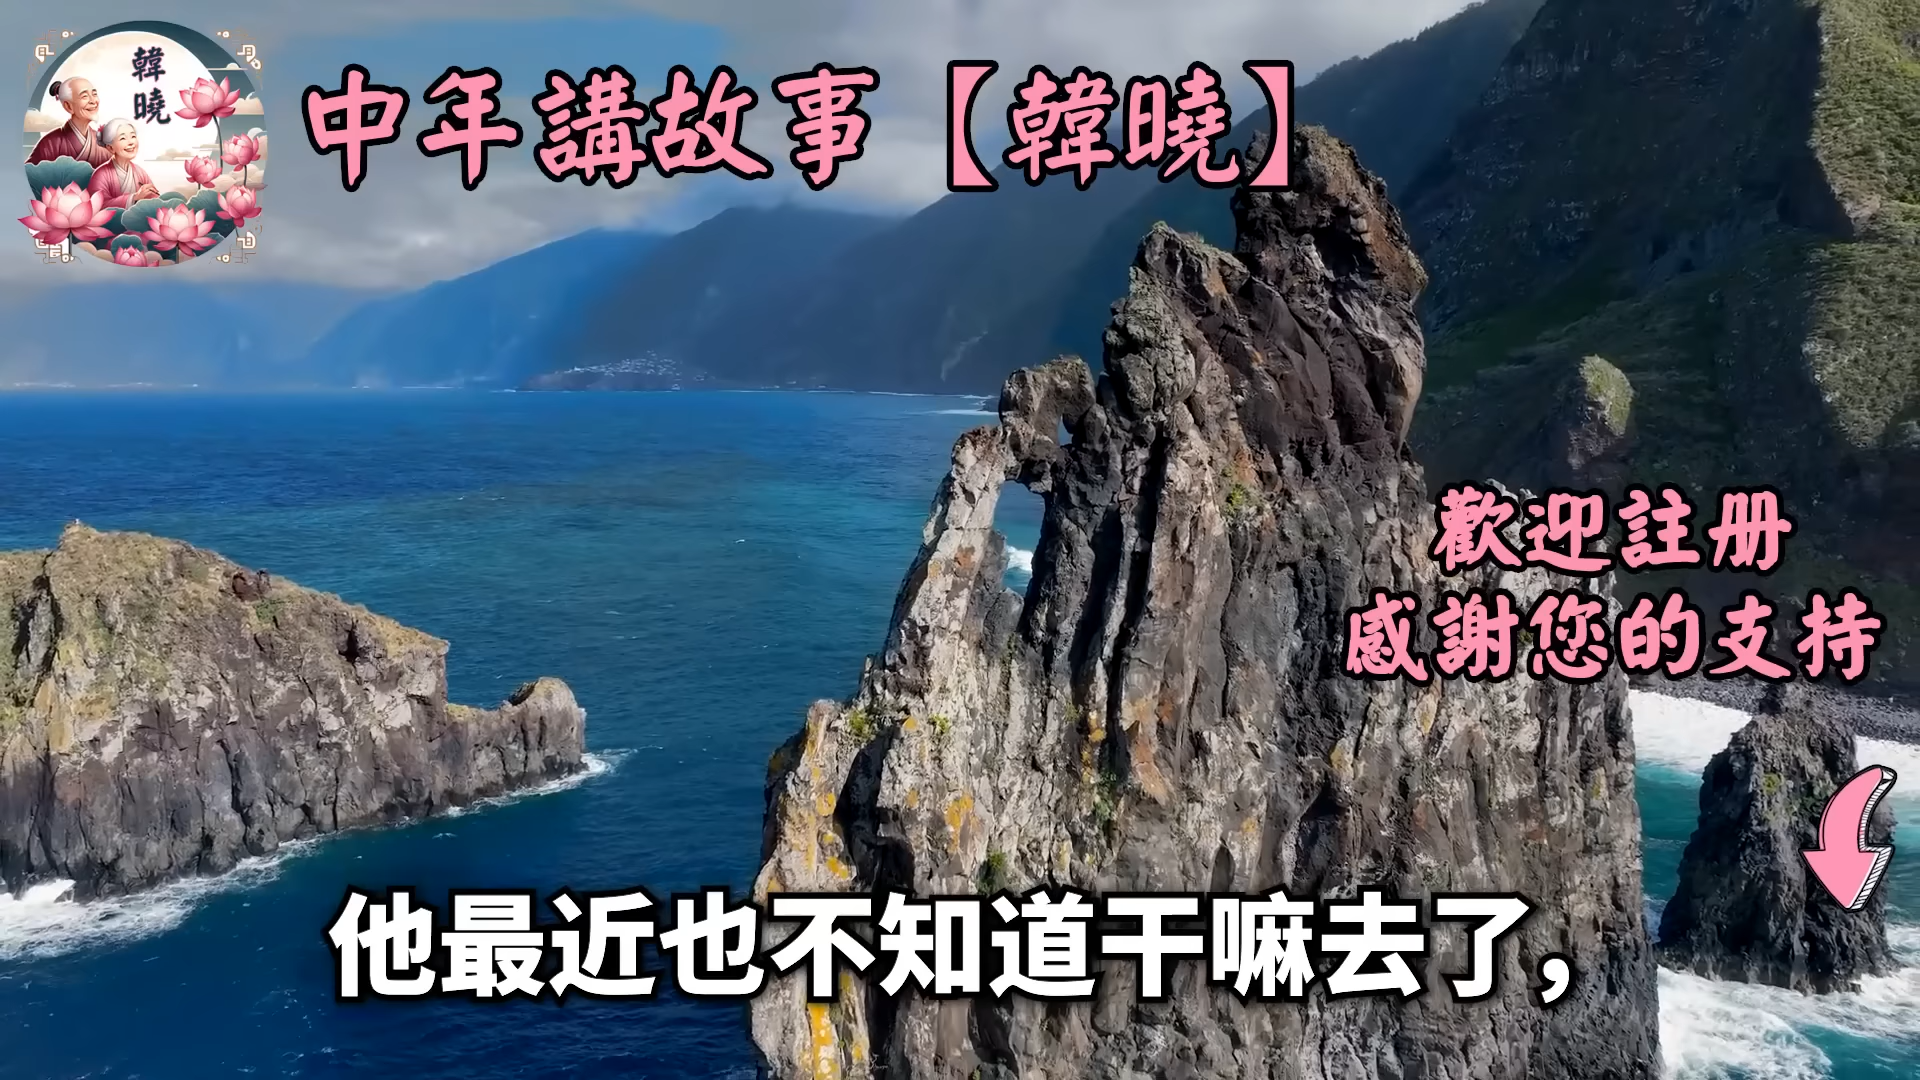 韓曉
中年講故事【韓曉】
歡迎註册
感謝您的支持
他最近也不知道干嘛去了,